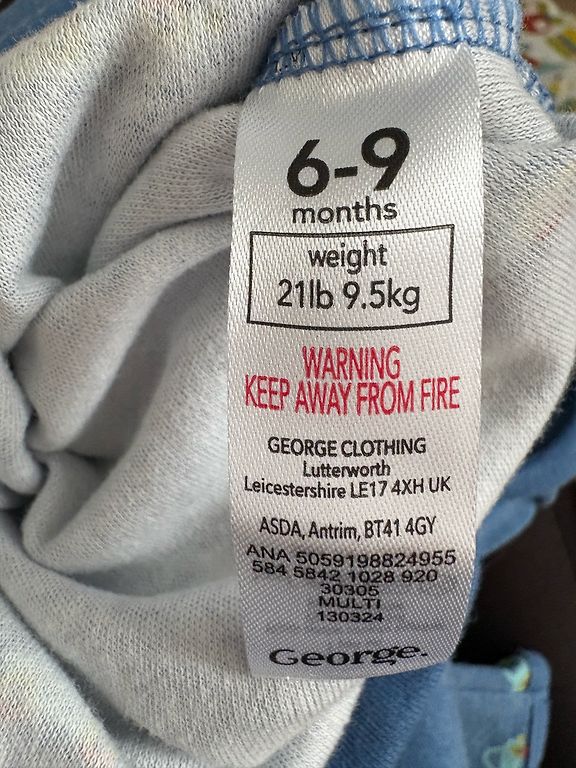 6-9
months
weight
21lb 9.5kg
WARNING
KEEP AWAY FROM FIRE
GEORGE CLOTHING
Lutterworth
Leicestershire LE17 4XH UK
ASDA, Antrim, BT41 4GY
ANA 5059198824955
584 5842 1028 920
30305
MULTI
130324
George.